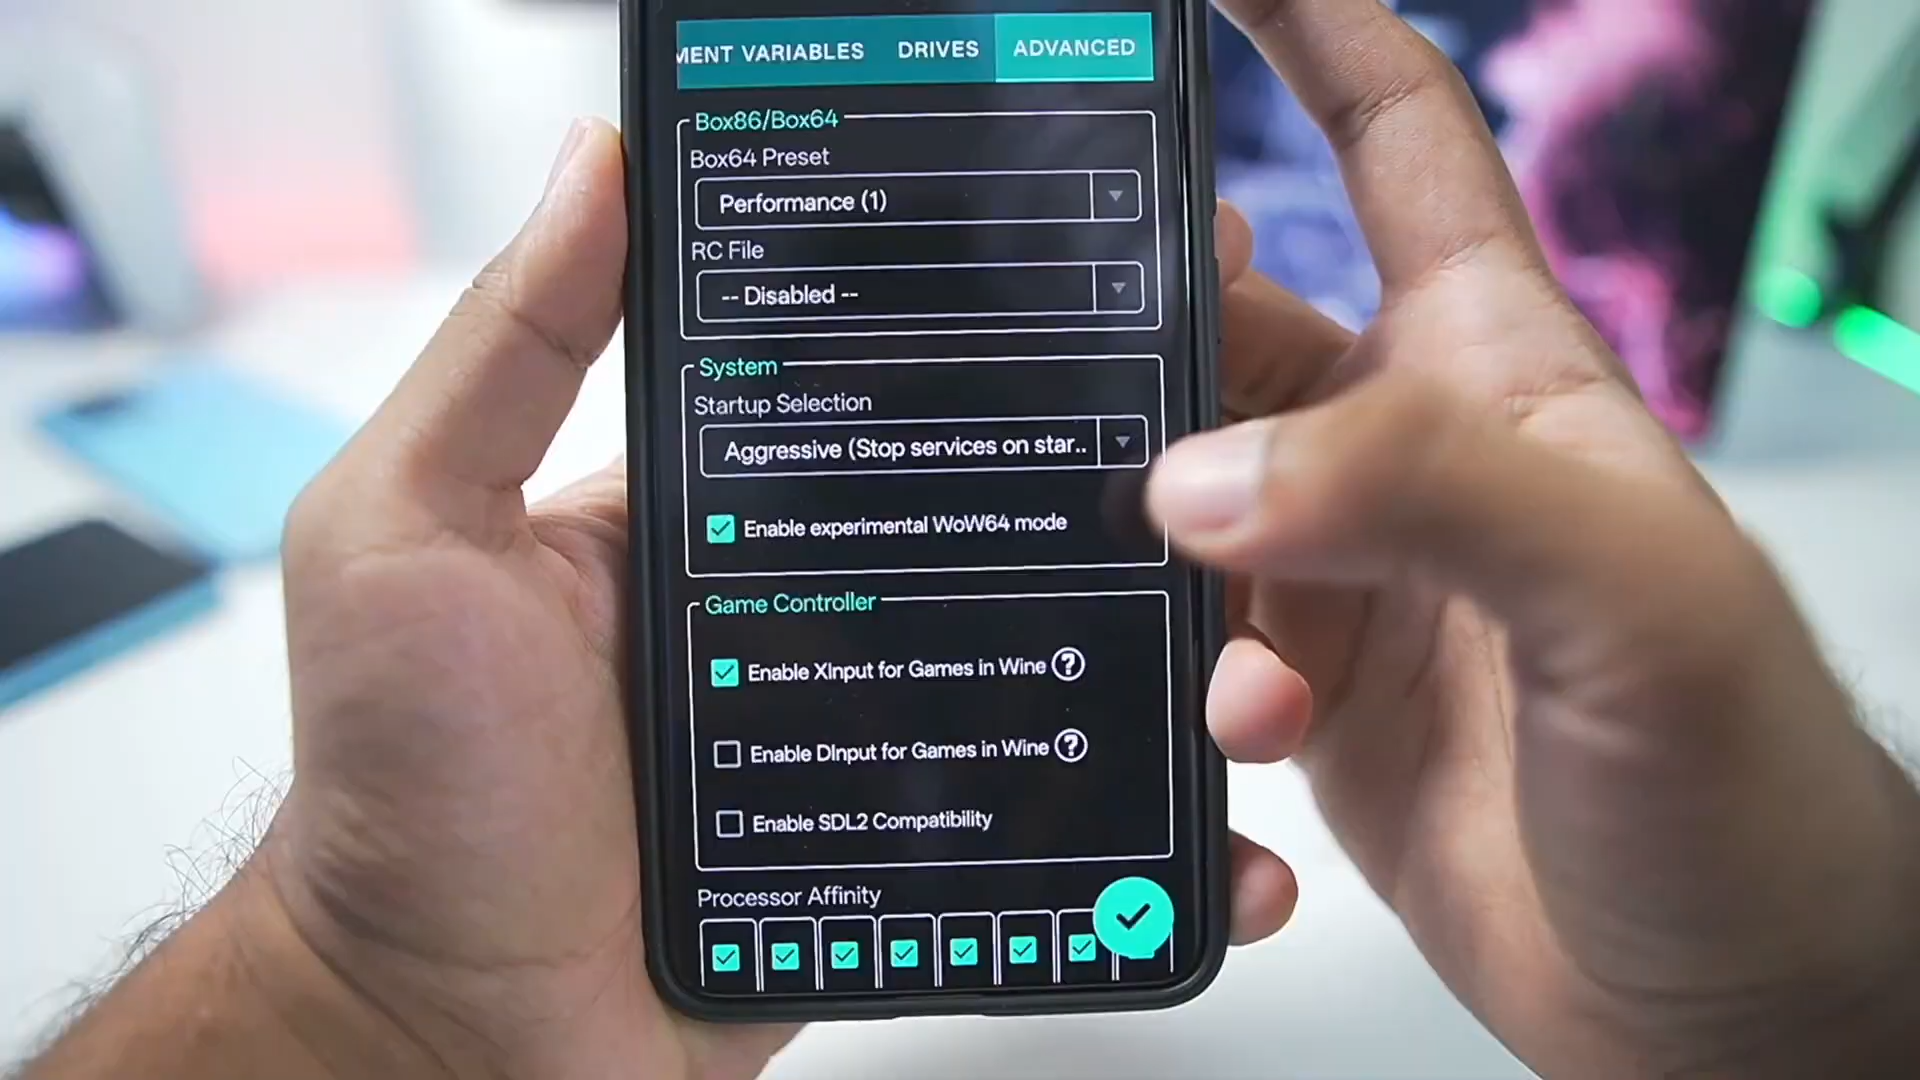 MENT VARIABLES DRIVES ADVANCED
Box86/Box64
Box64 Preset
Performance (1)
RC File
-- Disabled --
System
Startup Selection
Aggressive (Stop services on star..
Enable experimental WoW64 mode
Game Controller
Enable XInput for Games in Wine ?
Enable DInput for Games in Wine ?
Enable SDL2 Compatibility
Processor Affinity